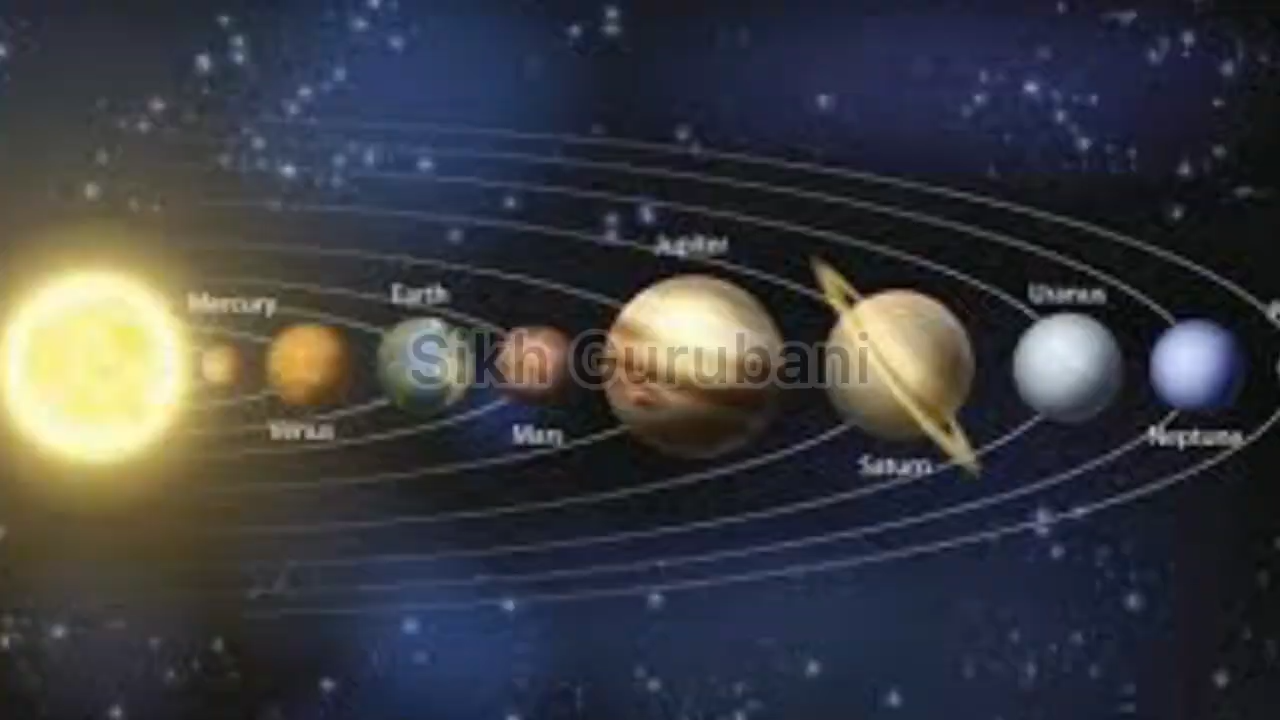 Jupiter
Mercury
Earth
Uranus
Sikh Gurubani
Venus
Mars
Saturn
Neptune